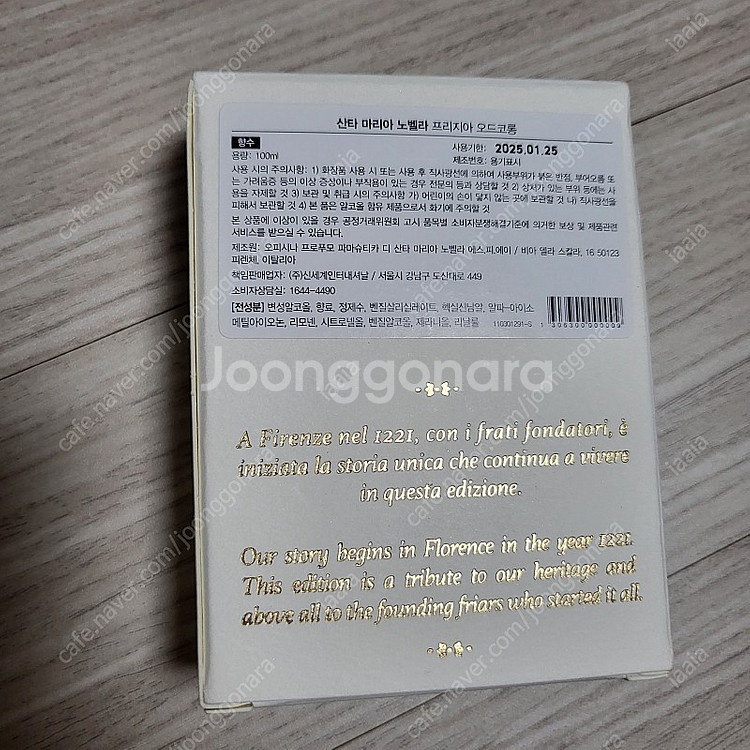 산타 마리아 노벨라 프리지아 오드코롱
향수
용량: 100ml
사용기한: 2025.01.25
제조번호: 용기표시
사용 시의 주의사항: 1) 화장품 사용 시 또는 사용 후 직사광선에 의하여 사용부위가 붉은 반점, 부어오름 또
는 가려움증 등의 이상 증상이나 부작용이 있는 경우 전문의 등과 상담할 것 2) 상처가 있는 부위 등에는 사
용을 자제할 것 3) 보관 및 취급 시의 주의사항 가) 어린이의 손이 닿지 않는 곳에 보관할 것 나) 직사광선을
피해서 보관할 것 4) 본 품은 알코올 함유 제품으로서 화기에 주의할 것
본 상품에 이상이 있을 경우 공정거래위원회 고시 품목별 소비자분쟁해결기준에 의거한 보상 및 제품관련
서비스를 받으실 수 있습니다.
제조원: 오피시나 프로푸모 파마슈티카 디 산타 마리아 노벨라 에스.피.에이 / 비아 델라 스칼라, 16 50123
피렌체, 이탈리아
책임판매업자: (주)신세계인터내셔날 / 서울시 강남구 도산대로 449
소비자상담실: 1644-4490
[전성분] 변성알코올, 향료, 정제수, 벤질살리실레이트, 헥실신남알, 알파-아이소
메틸아이오논, 리모넨, 시트로넬올, 벤질알코올, 제라니올, 리날룰
110301291-S
1 306300 000009
Joonggonara
A Firenze nel 1221, con i frati fondatori, è
iniziata la storia unica che continua a vivere
in questa edizione.
Our story begins in Florence in the year 1221.
This edition is a tribute to our heritage and
above all to the founding friars who started it all.
cafe.naver.com/joonggonara
iaaia